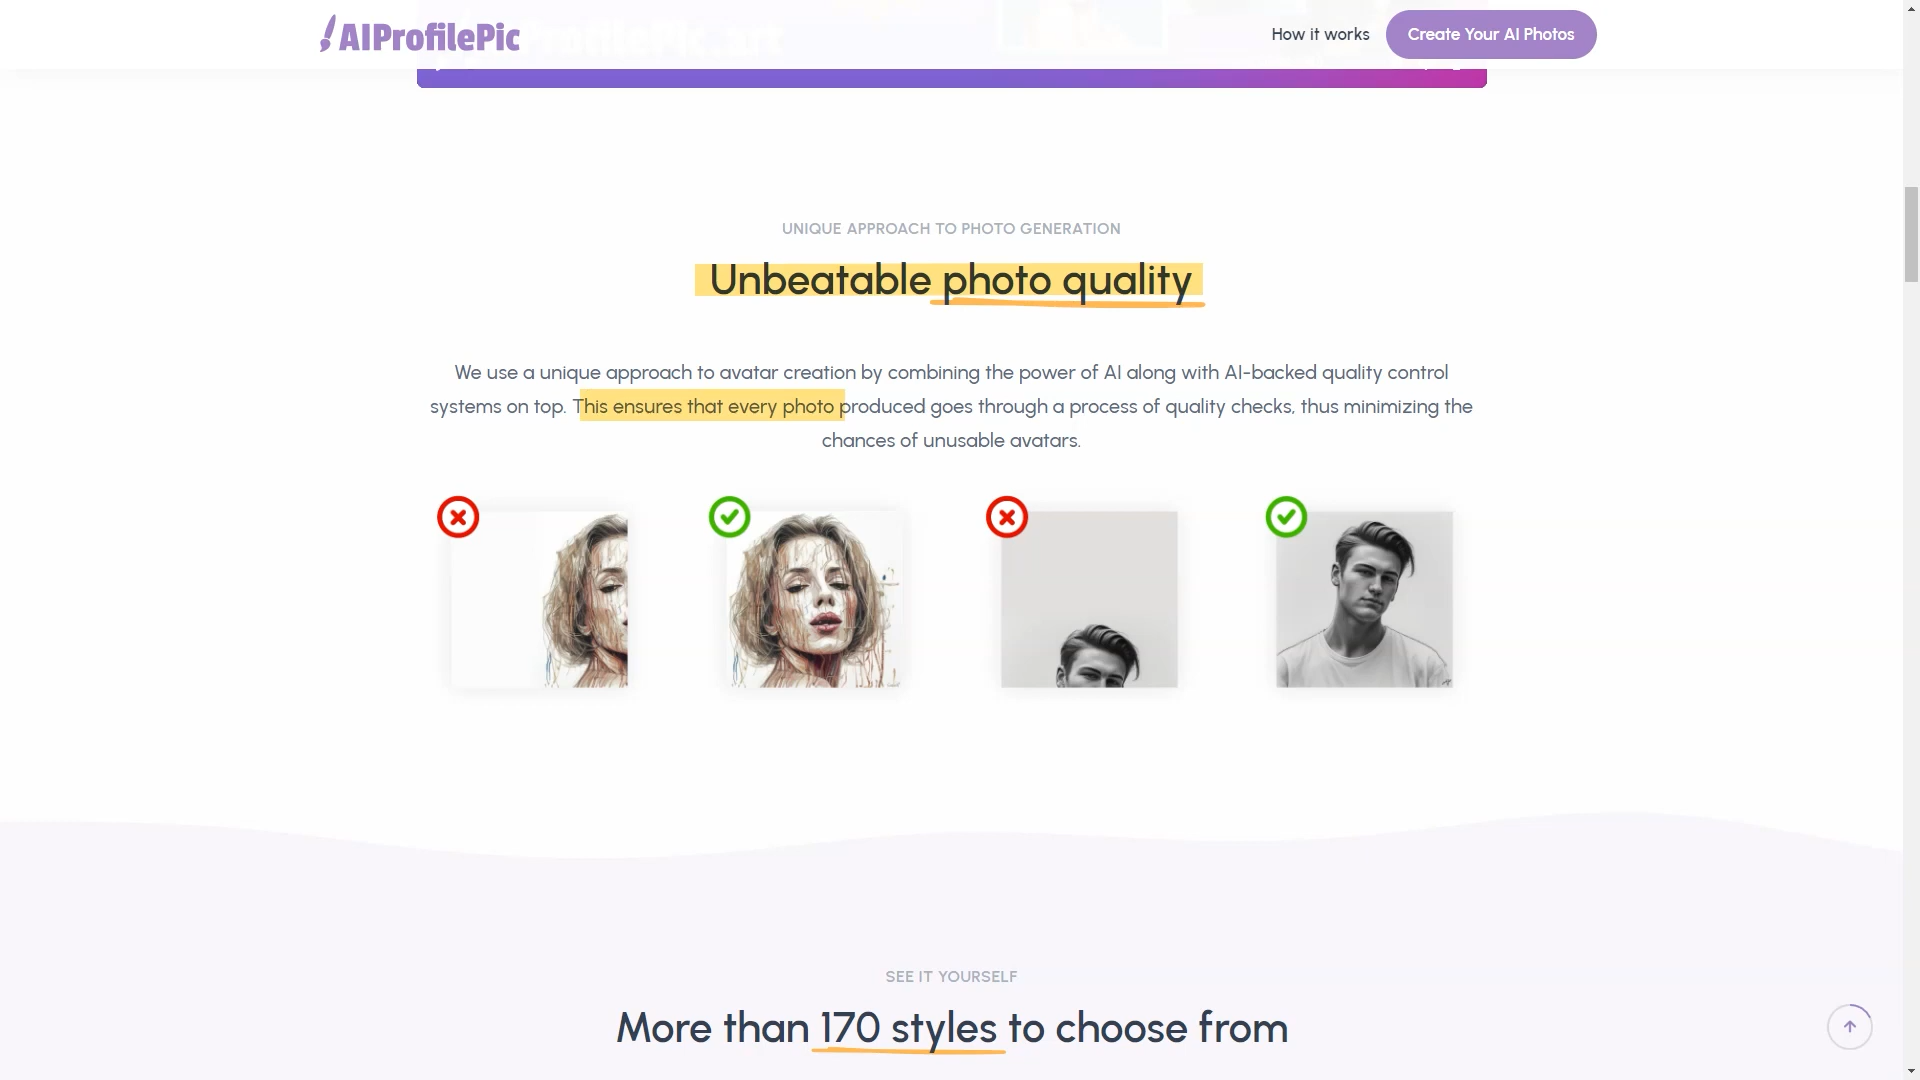 AIProfilePic
How it works
Create Your AI Photos
UNIQUE APPROACH TO PHOTO GENERATION
Unbeatable photo quality
We use a unique approach to avatar creation by combining the power of AI along with AI-backed quality control
systems on top. This ensures that every photo produced goes through a process of quality checks, thus minimizing the
chances of unusable avatars.
SEE IT YOURSELF
More than 170 styles to choose from